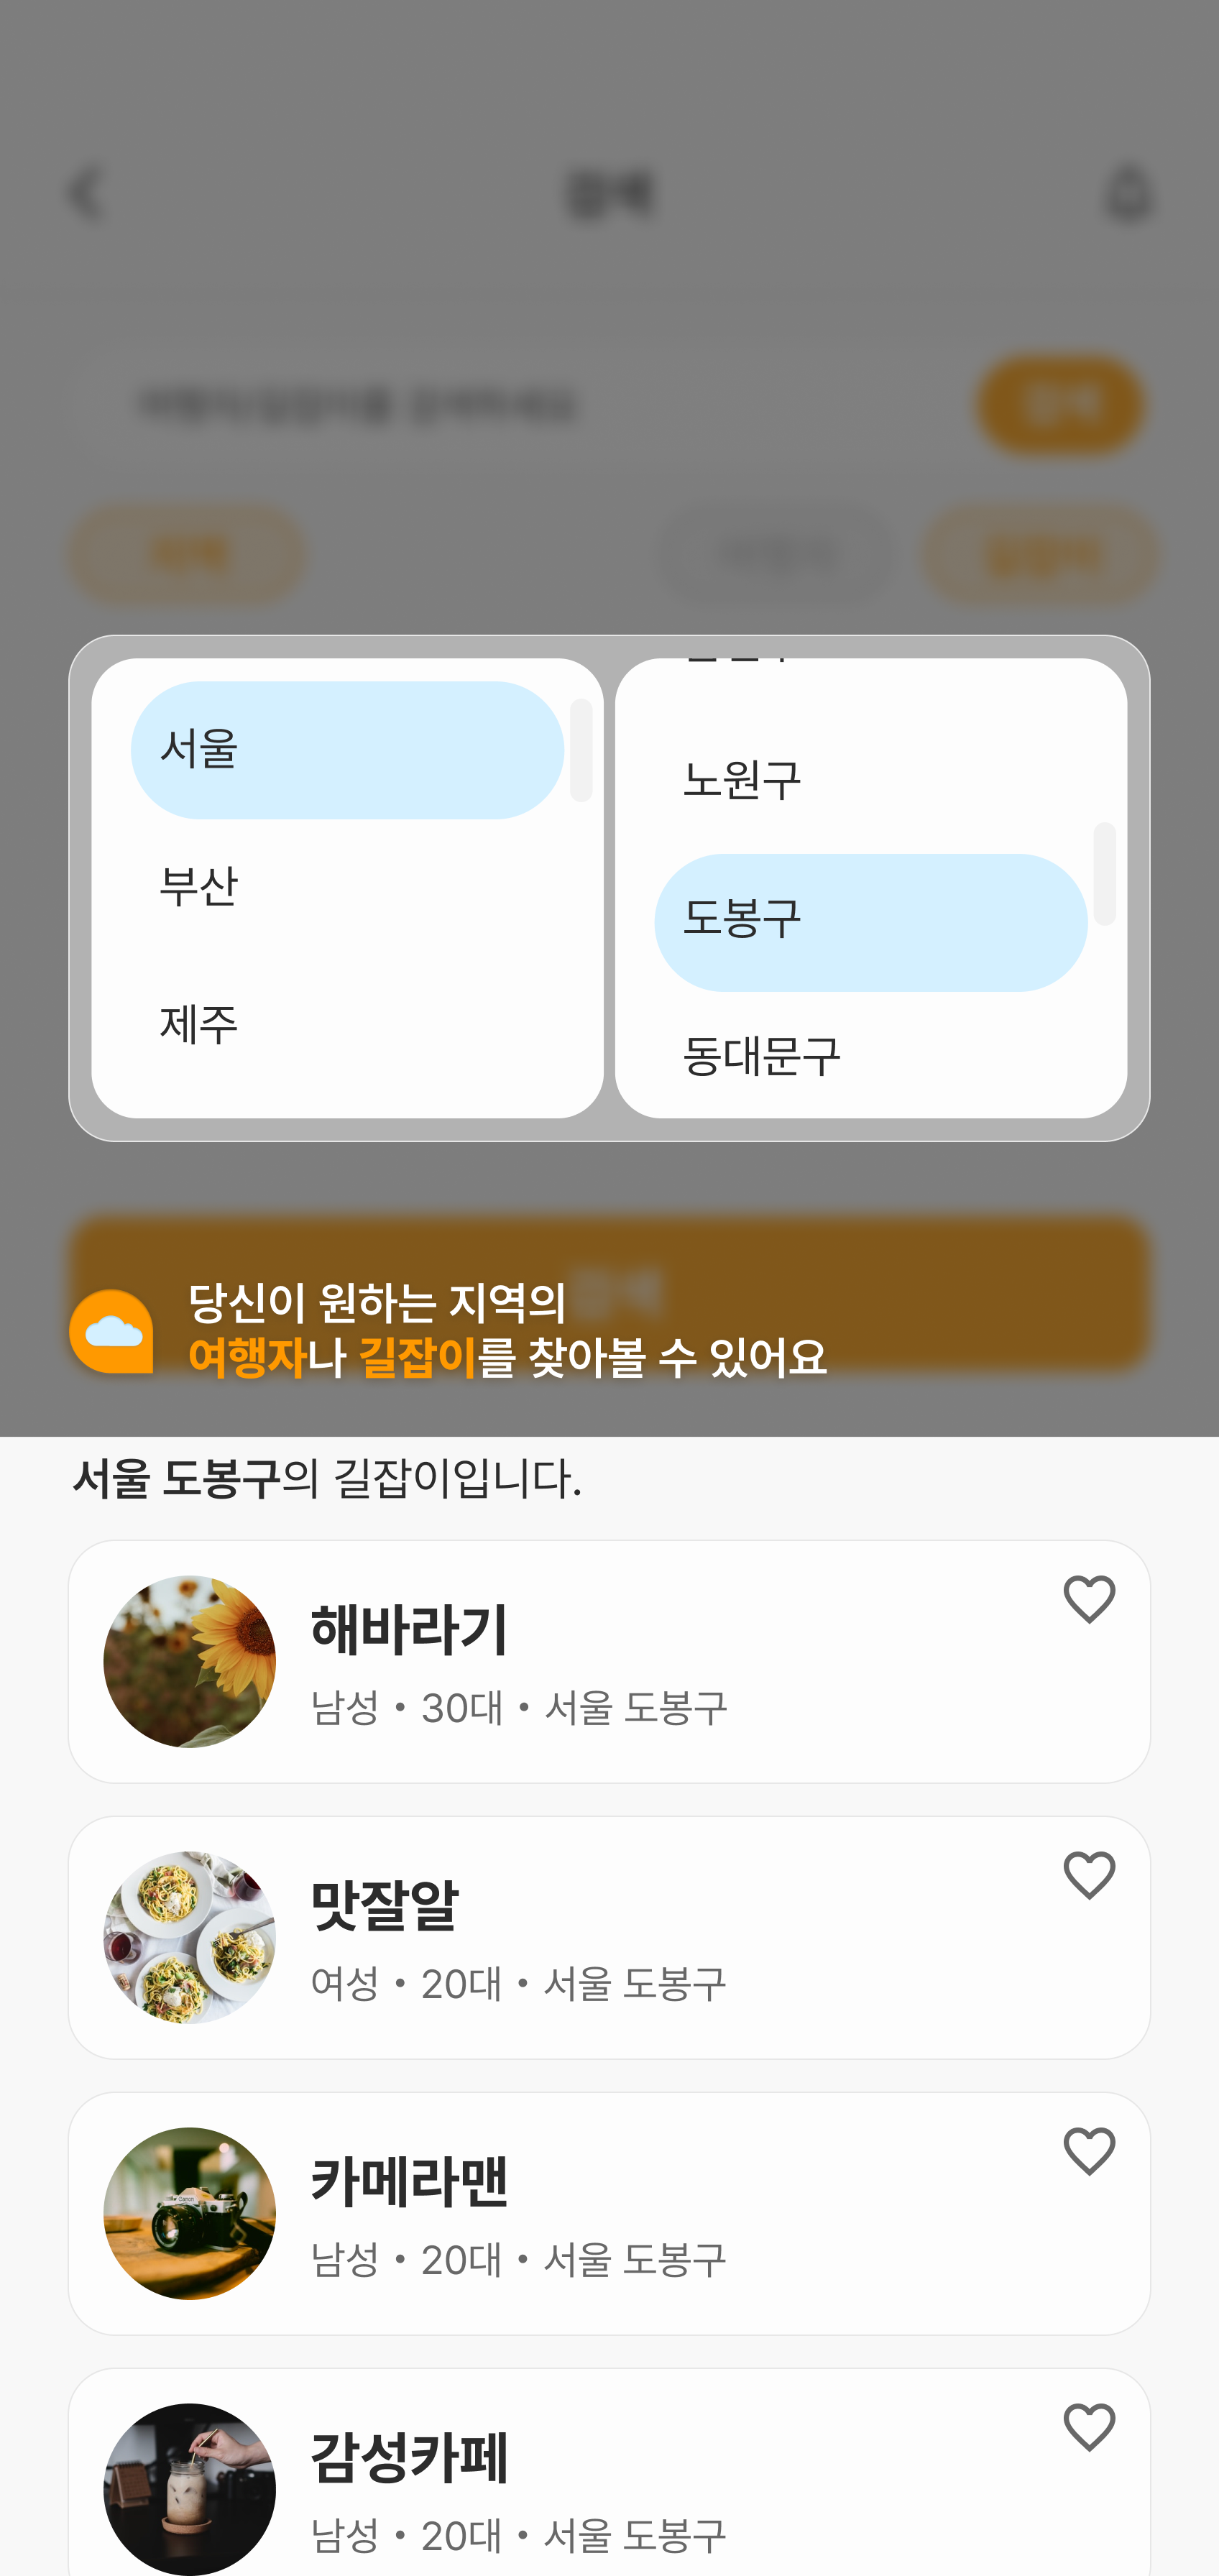 검색
검색
서울
부산
제주
노원구
도봉구
동대문구
당신이 원하는 지역의
여행자나 길잡이를 찾아볼 수 있어요
서울 도봉구의 길잡이입니다.
해바라기
남성 • 30대 • 서울 도봉구
맛잘알
여성 • 20대 • 서울 도봉구
카메라맨
남성 • 20대 • 서울 도봉구
감성카페
남성 • 20대 • 서울 도봉구